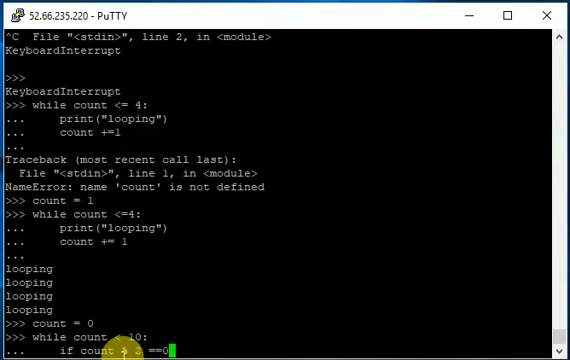 52.66.235.220 - PuTTY
^C  File "<stdin>", line 2, in <module>
KeyboardInterrupt
>>>
KeyboardInterrupt
>>> while count <= 4:
...     print("looping")
...     count +=1
...
Traceback (most recent call last):
  File "<stdin>", line 1, in <module>
NameError: name 'count' is not defined
>>> count = 1
>>> while count <=4:
...     print("looping")
...     count += 1
...
looping
looping
looping
looping
>>> count = 0
>>> while count < 10:
...     if count % 2 ==0